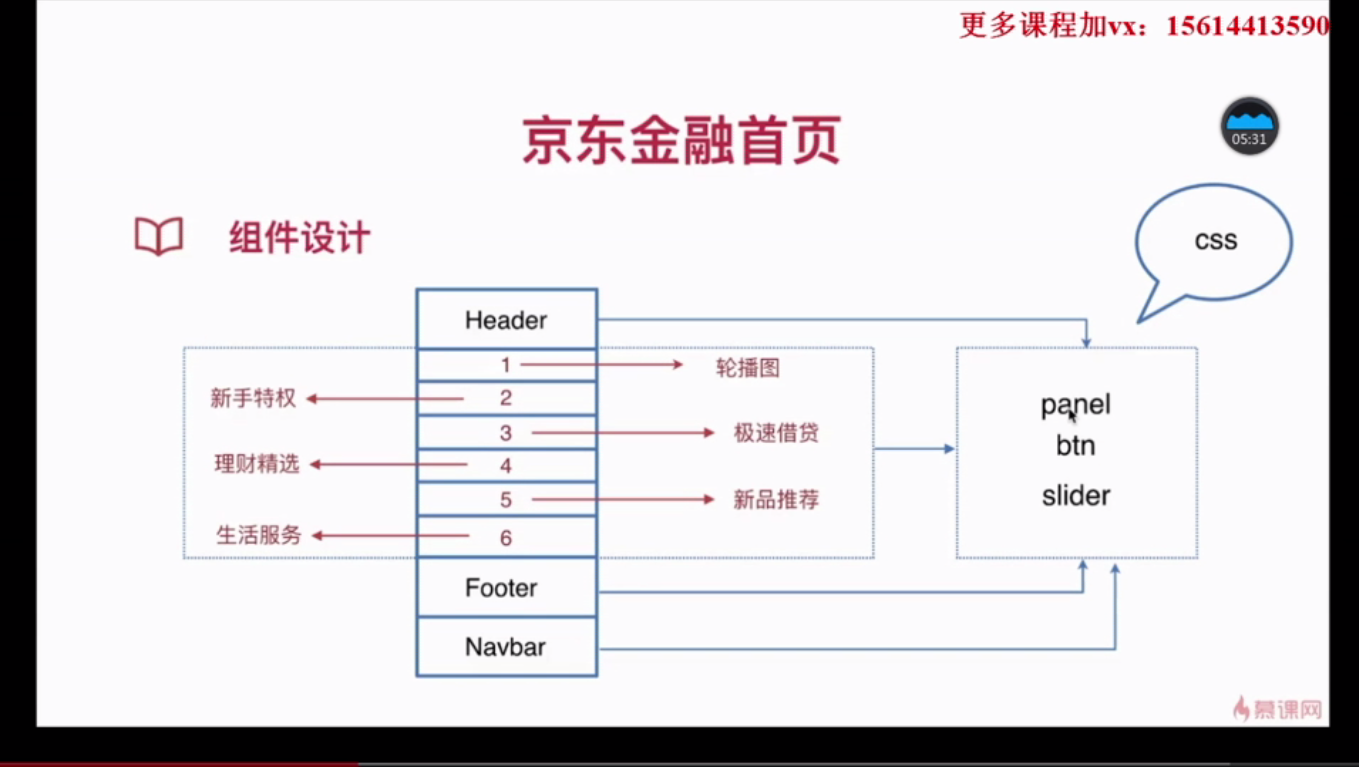 更多课程加vx：15614413590
京东金融首页
05:31
组件设计
css
Header
1
轮播图
新手特权
2
3
极速借贷
理财精选
4
5
新品推荐
生活服务
6
Footer
Navbar
panel
btn
slider
慕课网